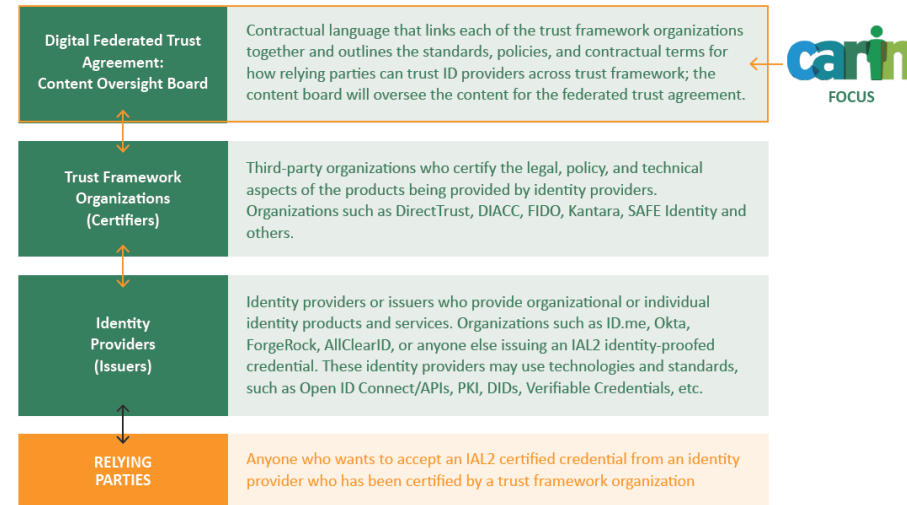 Digital Federated Trust
Agreement:
Content Oversight Board
Contractual language that links each of the trust framework organizations
together and outlines the standards, policies, and contractual terms for
how relying parties can trust ID providers across trust framework; the
content board will oversee the content for the federated trust agreement.
carin
FOCUS
Trust Framework
Organizations
(Certifiers)
Third-party organizations who certify the legal, policy, and technical
aspects of the products being provided by identity providers.
Organizations such as DirectTrust, DIACC, FIDO, Kantara, SAFE Identity and
others.
Identity
Providers
(Issuers)
Identity providers or issuers who provide organizational or individual
identity products and services. Organizations such as ID.me, Okta,
ForgeRock, AllClearID, or anyone else issuing an IAL2 identity-proofed
credential. These identity providers may use technologies and standards,
such as Open ID Connect/APIs, PKI, DIDs, Verifiable Credentials, etc.
RELYING
PARTIES
Anyone who wants to accept an IAL2 certified credential from an identity
provider who has been certified by a trust framework organization